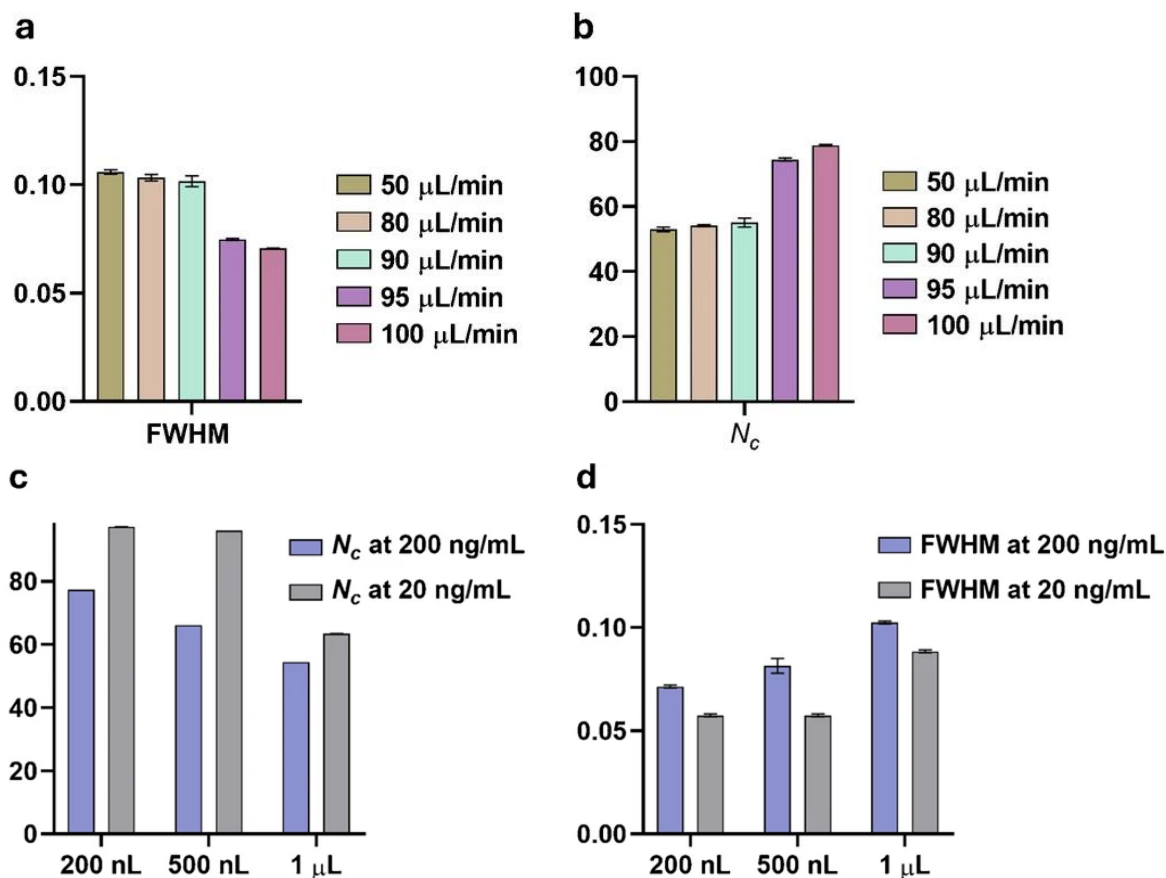 a
0.15
0.10
0.05
0.00
FWHM
50 μL/min
80 μL/min
90 μL/min
95 μL/min
100 μL/min
b
100
80
60
40
20
0
Nc
50 μL/min
80 μL/min
90 μL/min
95 μL/min
100 μL/min
c
80
60
40
20
0
200 nL 500 nL 1 μL
Nc at 200 ng/mL
Nc at 20 ng/mL
d
0.15
0.10
0.05
0.00
200 nL 500 nL 1 μL
FWHM at 200 ng/mL
FWHM at 20 ng/mL